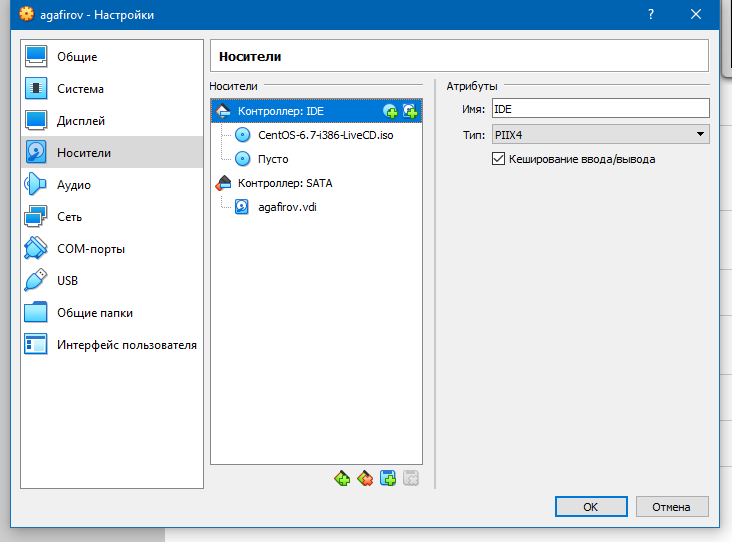 agafirov - Настройки
?
Общие
Система
Дисплей
Носители
Аудио
Сеть
COM-порты
USB
Общие папки
Интерфейс пользователя
Носители
Носители
Контроллер: IDE
CentOS-6.7-i386-LiveCD.iso
Пусто
Контроллер: SATA
agafirov.vdi
Атрибуты
Имя: IDE
Тип: PIIX4
Кеширование ввода/вывода
OK
Отмена